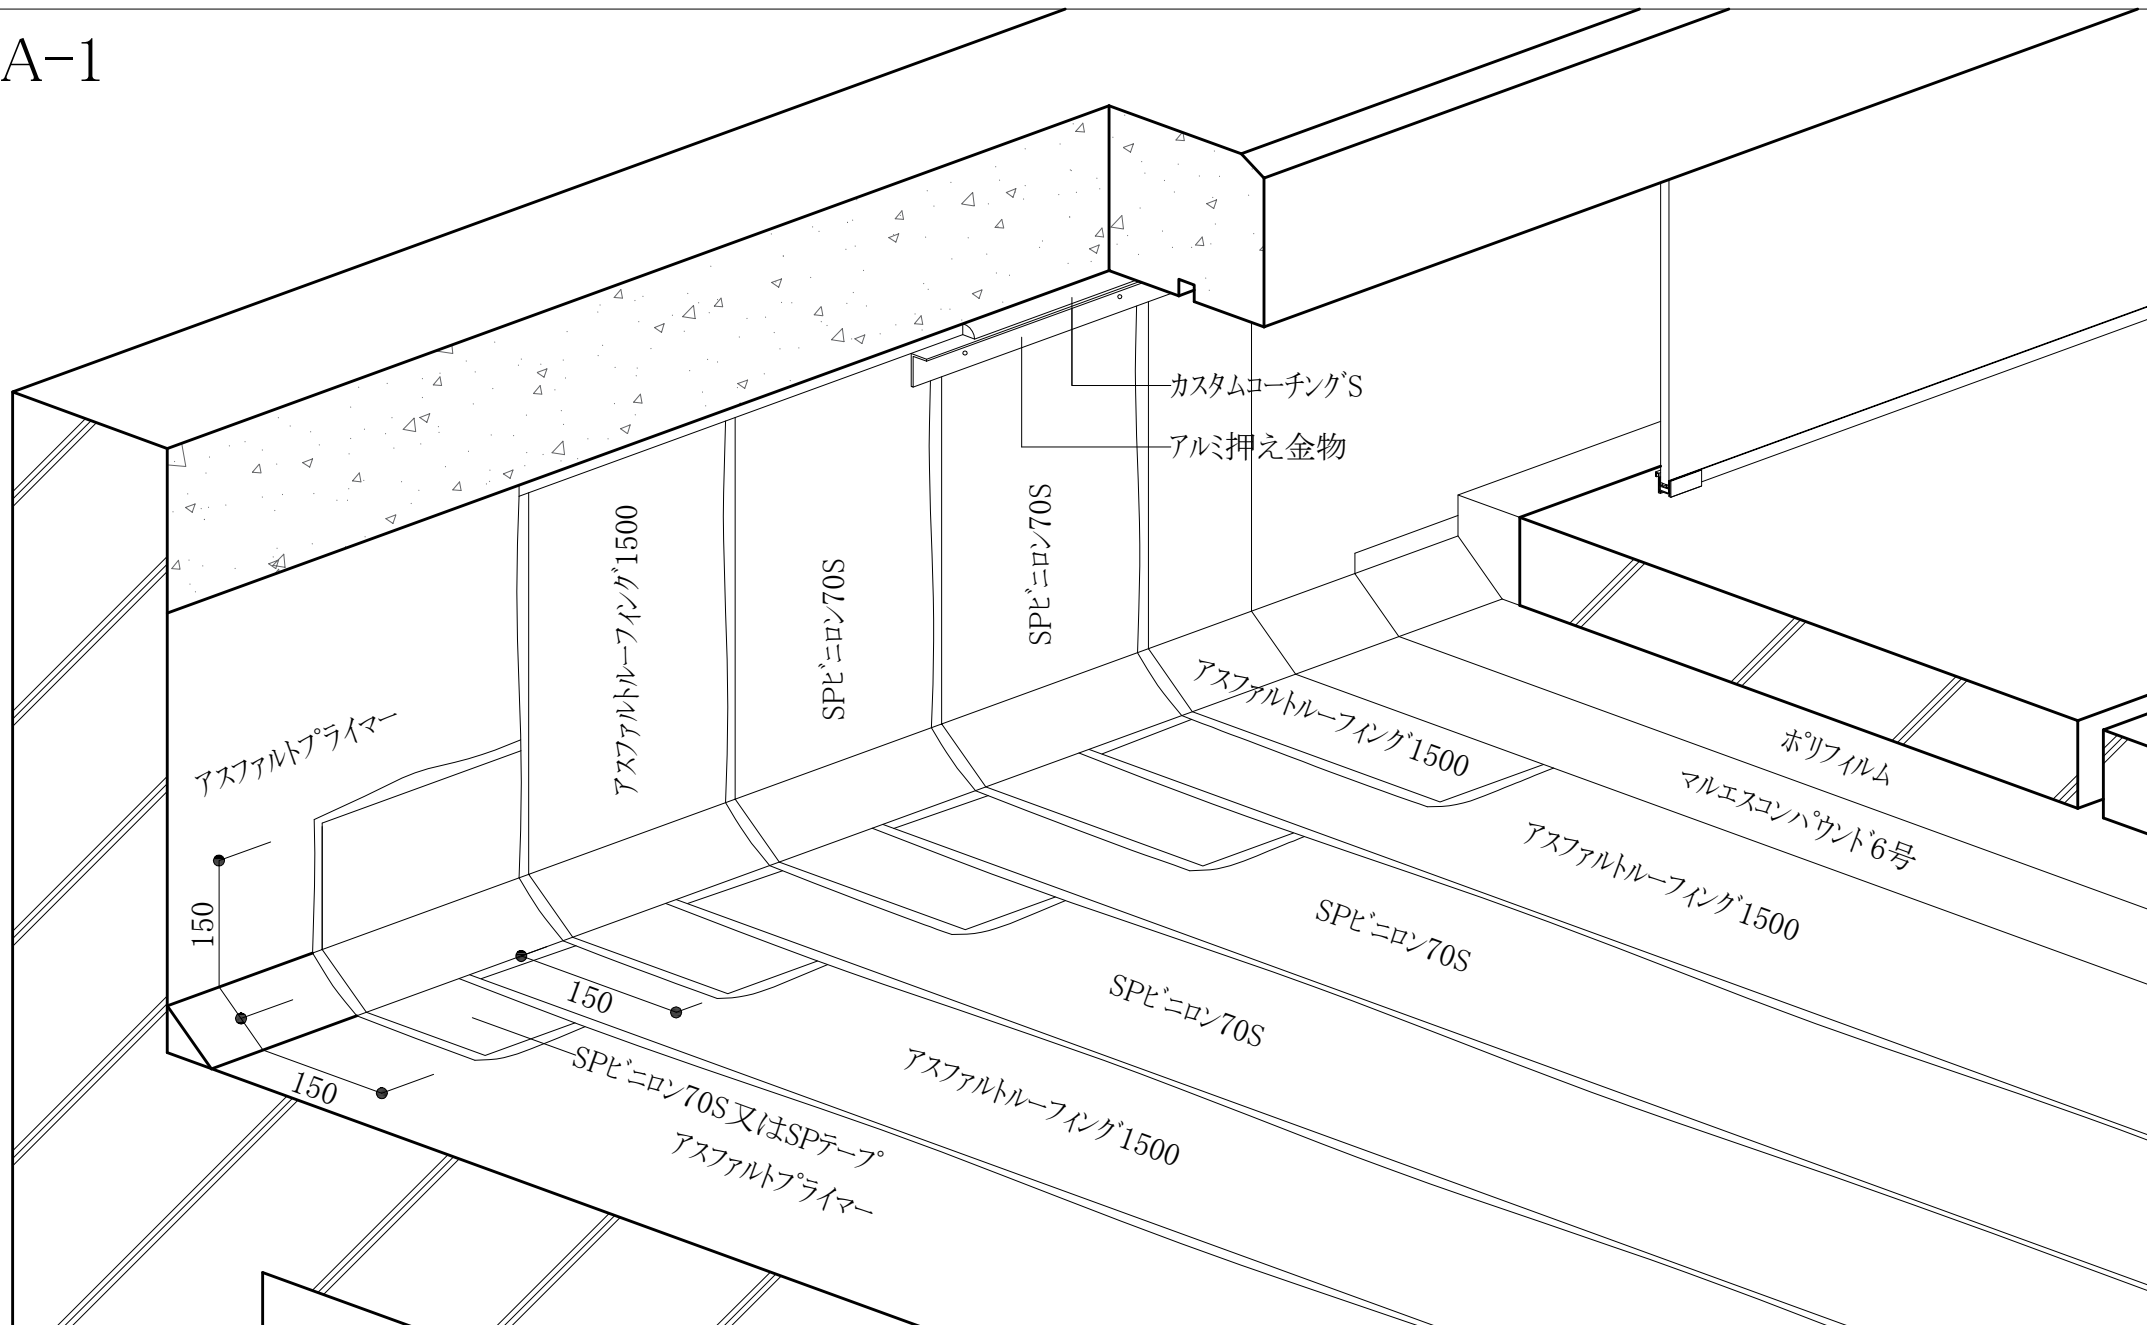 A-1
カスタムコーチングS
アルミ押え金物
アスファルトルーフィング1500
SPビニロン70S
SPビニロン70S
アスファルトプライマー
アスファルトルーフィング1500
ポリフィルム
マルエスコンパウンド6号
アスファルトルーフィング1500
SPビニロン70S
SPビニロン70S
アスファルトルーフィング1500
150
150
150
SPビニロン70S又はSPテープ
アスファルトプライマー